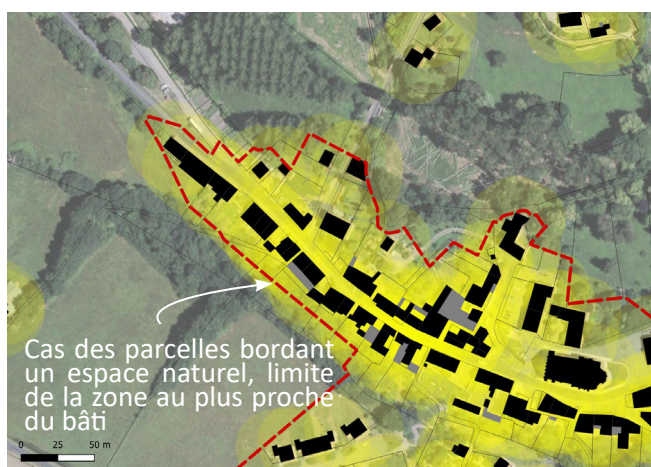 Cas des parcelles bordant
un espace naturel, limite
de la zone au plus proche
du bâti
0 25 50 m